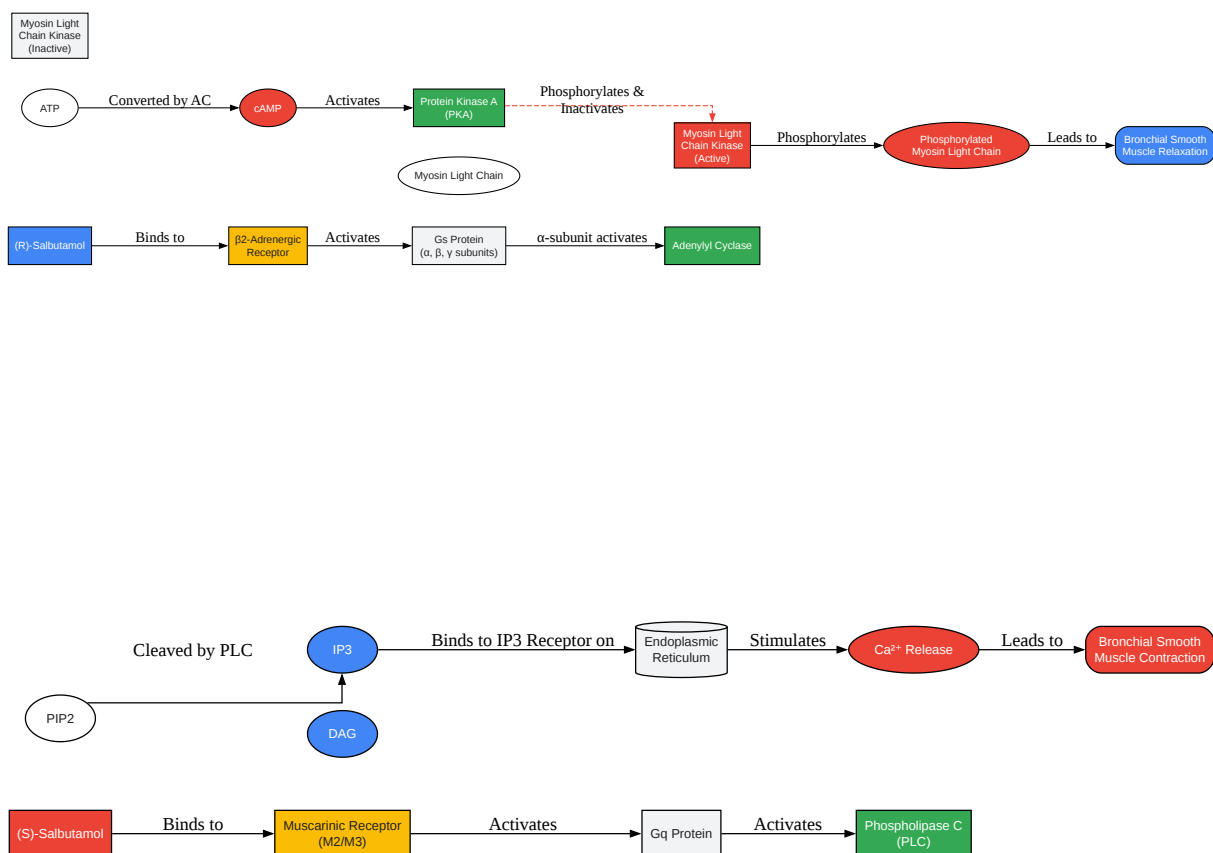 Myosin Light
Chain Kinase
(Inactive)
ATP
Converted by AC
cAMP
Activates
Protein Kinase A
(PKA)
Phosphorylates &
Inactivates
Myosin Light
Chain Kinase
(Active)
Phosphorylates
Phosphorylated
Myosin Light Chain
Leads to
Bronchial Smooth
Muscle Relaxation
Myosin Light Chain
(R)-Salbutamol
Binds to
β2-Adrenergic
Receptor
Activates
Gs Protein
(α, β, γ subunits)
α-subunit activates
Adenylyl Cyclase
Cleaved by PLC
IP3
Binds to IP3 Receptor on
Endoplasmic
Reticulum
Stimulates
Ca²⁺ Release
Leads to
Bronchial Smooth
Muscle Contraction
PIP2
DAG
(S)-Salbutamol
Binds to
Muscarinic Receptor
(M2/M3)
Activates
Gq Protein
Activates
Phospholipase C
(PLC)